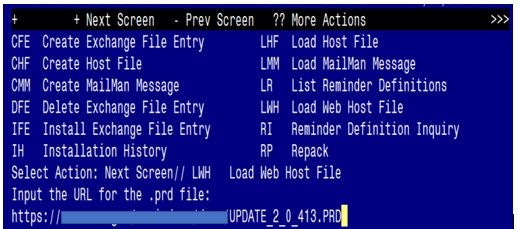 + + Next Screen - Prev Screen ?? More Actions >>>
CFE Create Exchange File Entry LHF Load Host File
CHF Create Host File LMM Load MailMan Message
CMM Create MailMan Message LR List Reminder Definitions
DFE Delete Exchange File Entry LWH Load Web Host File
IFE Install Exchange File Entry RI Reminder Definition Inquiry
IH Installation History RP Repack
Select Action: Next Screen// LWH Load Web Host File
Input the URL for the .prd file:
https:// /UPDATE_2_0_413.PRD